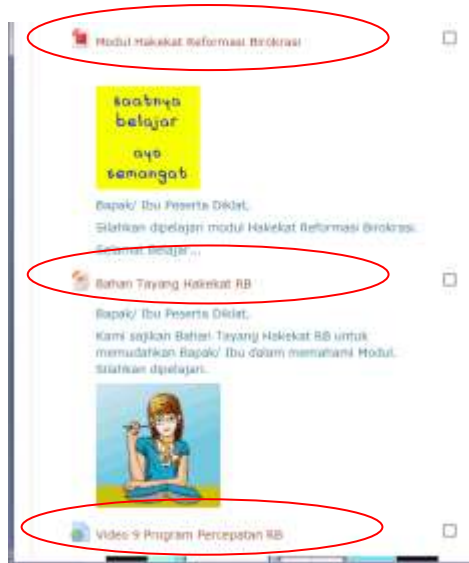 Modul Hakekat Reformasi Birokrasi
saatnya
belajar
ayo
semangat
Bapak/ Ibu Peserta Diklat,
Silahkan dipelajari modul Hakekat Reformasi Birokrasi.
Selamat Belajar ...
Bahan Tayang Hakekat RB
Bapak/ Ibu Peserta Diklat,
Kami sajikan Bahan Tayang Hakekat RB untuk
memudahkan Bapak/ Ibu dalam memahami Modul.
Silahkan dipelajari.
Video 9 Program Percepatan RB